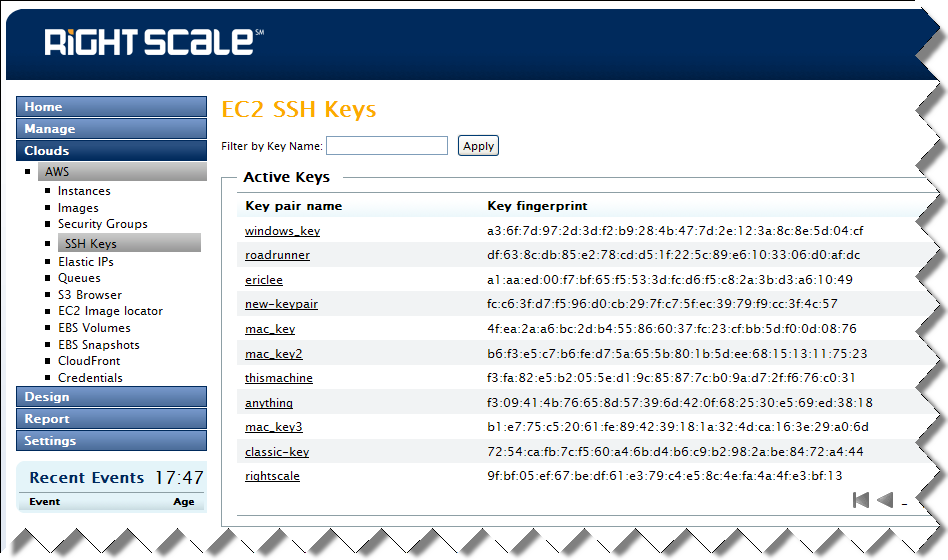 RIGHT SCALE SM
Home
Manage
Clouds
AWS
Instances
Images
Security Groups
SSH Keys
Elastic IPs
Queues
S3 Browser
EC2 Image locator
EBS Volumes
EBS Snapshots
CloudFront
Credentials
Design
Report
Settings
Recent Events 17:47
Event Age
EC2 SSH Keys
Filter by Key Name: Apply
Active Keys
Key pair name Key fingerprint
windows_key a3:6f:7d:97:2d:3d:f2:b9:28:4b:47:7d:2e:12:3a:8c:8e:5d:04:cf
roadrunner df:63:8c:db:85:e2:78:cd:d5:1f:22:5c:89:e6:10:33:06:d0:af:dc
ericlee a1:aa:ed:00:f7:bf:65:f5:53:3d:fc:d6:f5:c8:2a:3b:d3:a6:10:49
new-keypair fc:c6:3f:d7:f5:96:d0:cb:29:7f:c7:5f:ec:39:79:f9:cc:3f:4c:57
mac_key 4f:ea:2a:a6:bc:2d:b4:55:86:60:37:fc:23:cf:bb:5d:f0:0d:08:76
mac_key2 b6:f3:e5:c7:b6:fe:d7:5a:65:5b:80:1b:5d:ee:68:15:13:11:75:23
thismachine f3:fa:82:e5:b2:05:5e:d1:9c:85:87:7c:b0:9a:d7:2f:f6:76:c0:31
anything f3:09:41:4b:76:65:8d:57:39:6d:42:0f:68:25:30:e5:69:ed:38:18
mac_key3 b1:e7:75:c5:20:61:fe:89:42:39:18:1a:32:4d:ca:16:3e:29:a0:6d
classic-key 72:54:ca:fb:7c:f5:60:a4:6b:d4:b6:c9:b2:98:2a:be:84:72:a4:44
rightscale 9f:bf:05:ef:67:be:df:61:e3:79:c4:e5:8c:4e:fa:4a:4f:e3:bf:13